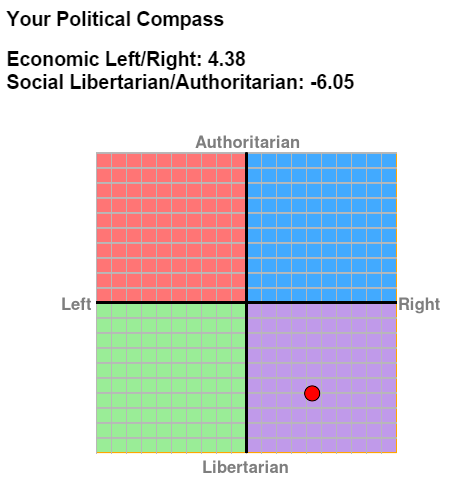 Your Political Compass
Economic Left/Right: 4.38
Social Libertarian/Authoritarian: -6.05
Authoritarian
Left
Right
Libertarian